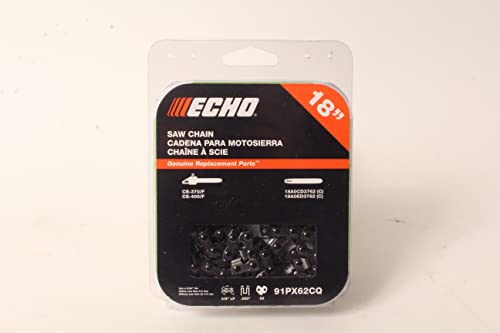 ECHO
18"
SAW CHAIN
CADENA PARA MOTOSIERRA
CHAÎNE À SCIE
Genuine Replacement Parts™
CS-370/F
CS-400/F
18A0CD3762 (C)
18A0ED3762 (C)
3/8" LP
.050"
62
91PX62CQ